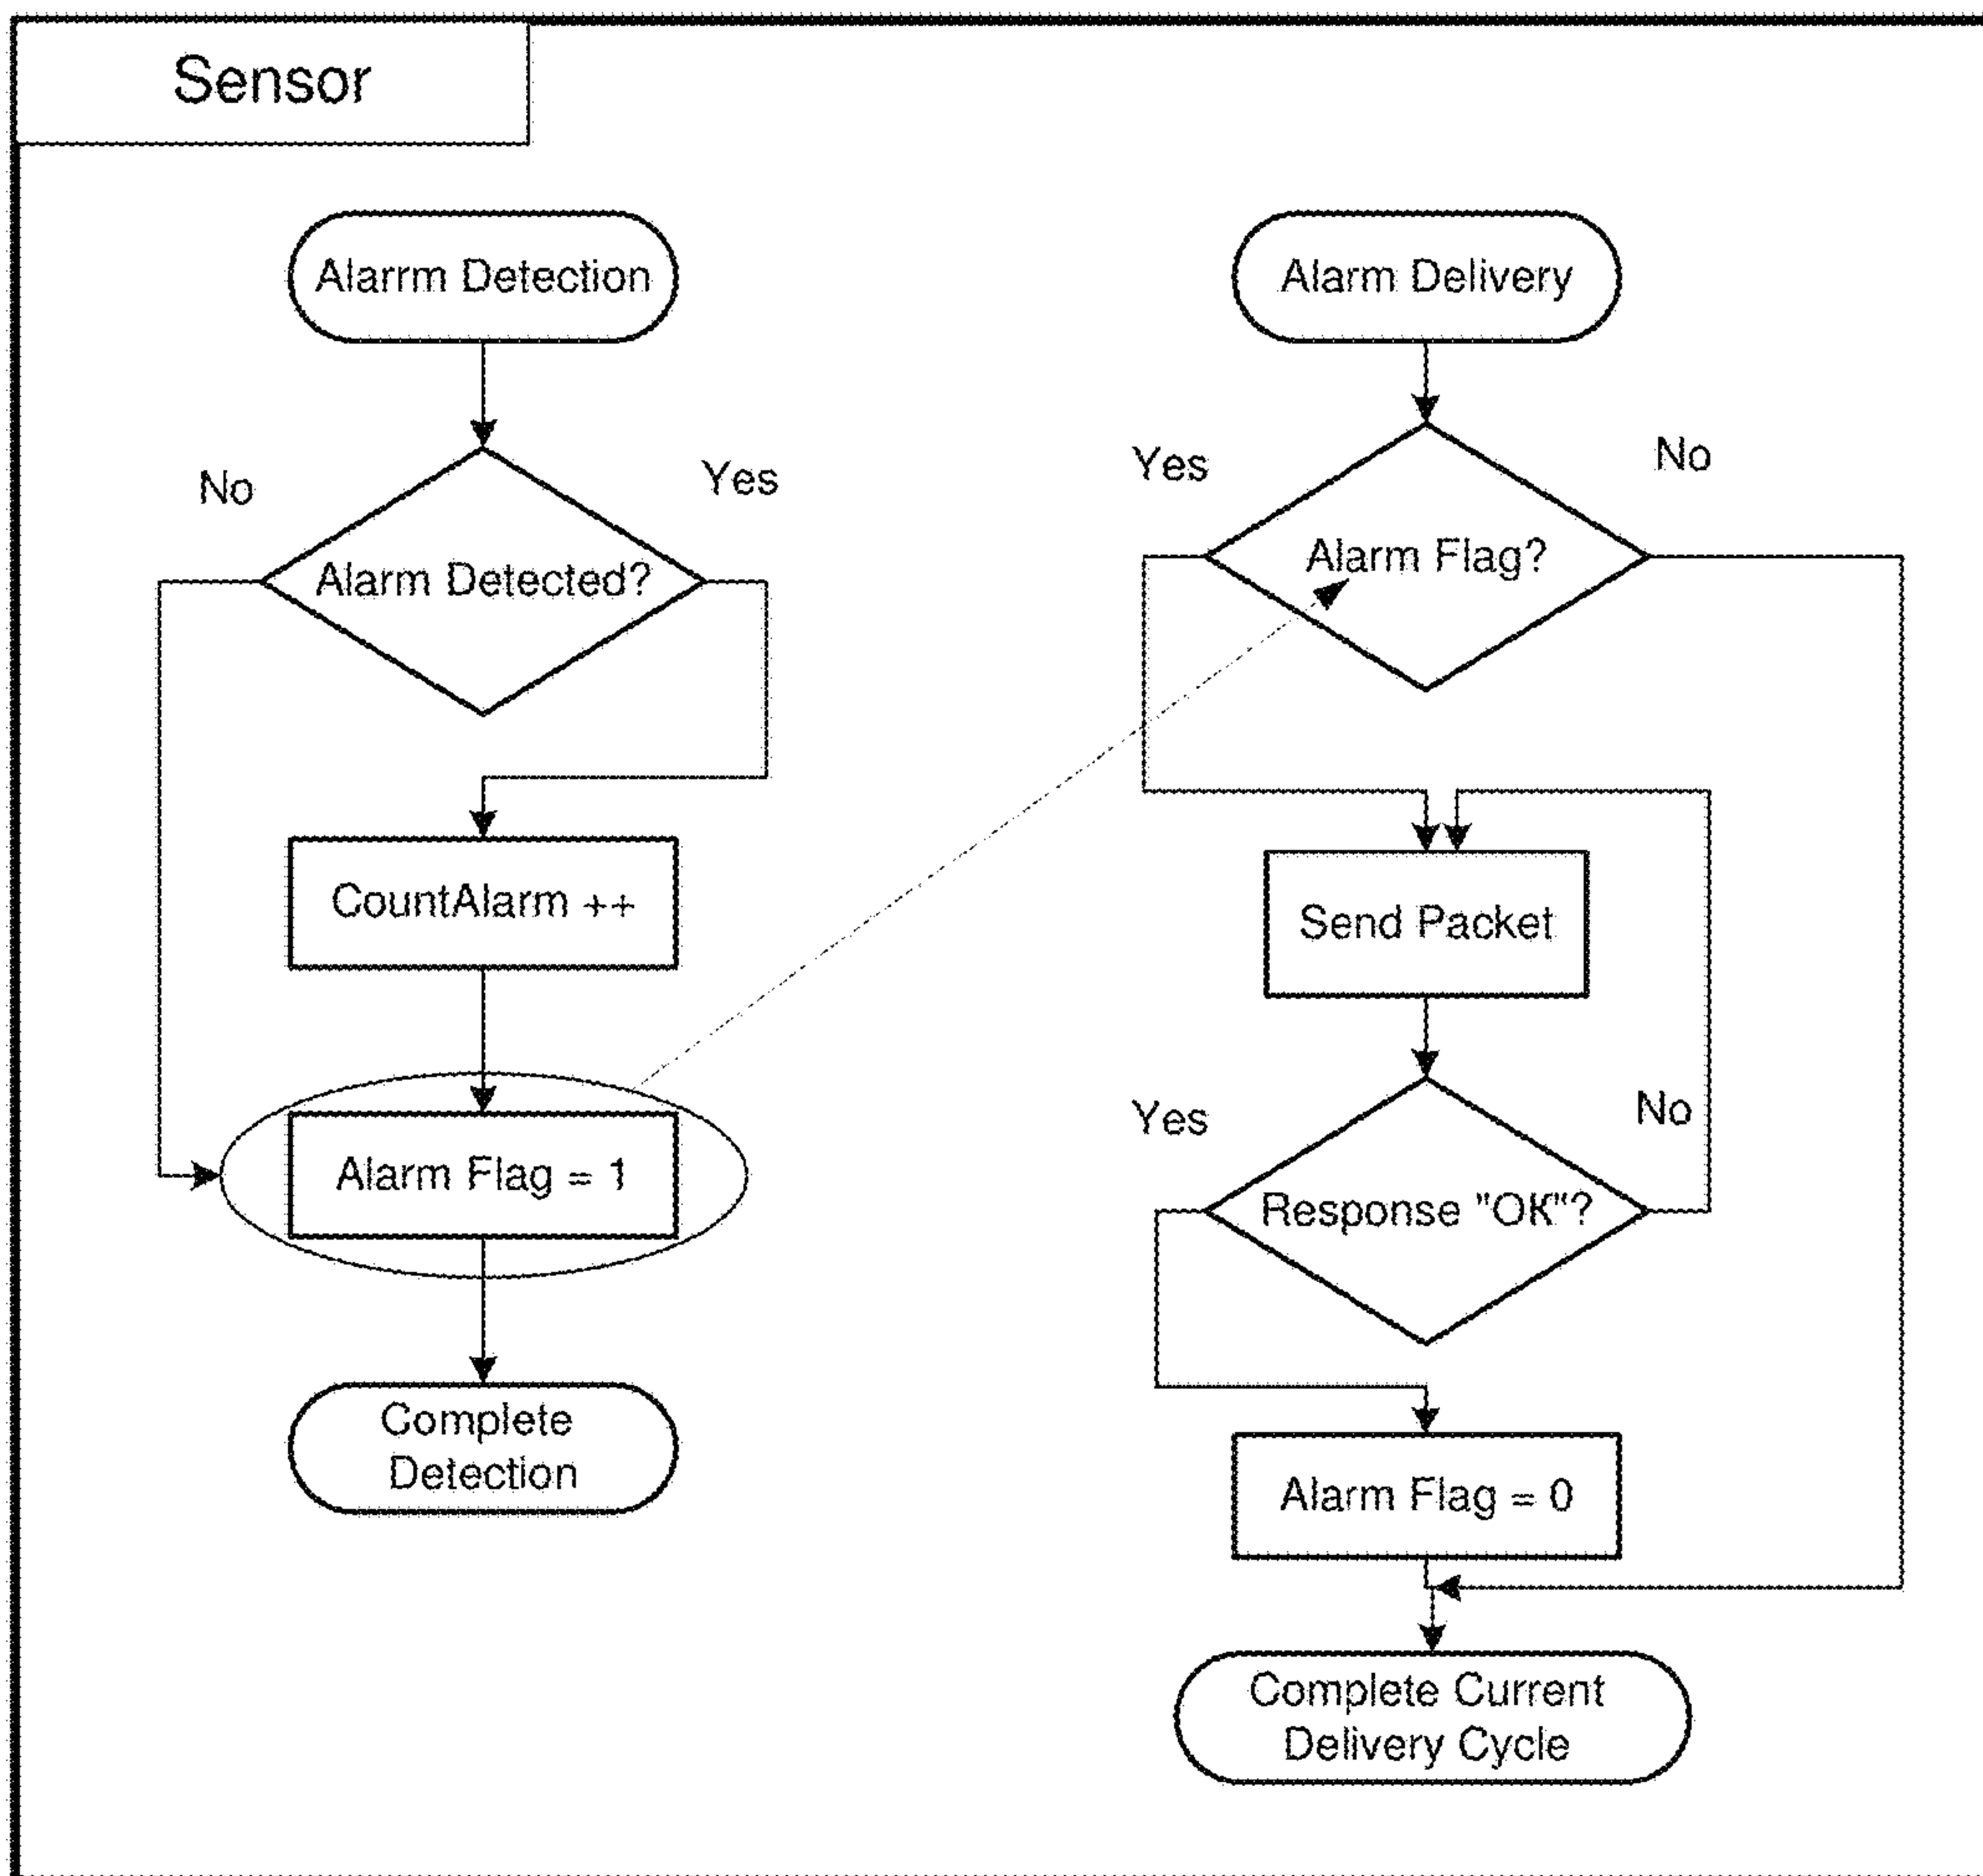 Sensor
Alarrm Detection
No
Yes
Alarm Detected?
CountAlarm ++
Alarm Flag = 1
Complete
Detection
Alarm Delivery
Yes
No
Alarm Flag?
Send Packet
Yes
No
Response "OK"?
Alarm Flag = 0
Complete Current
Delivery Cycle